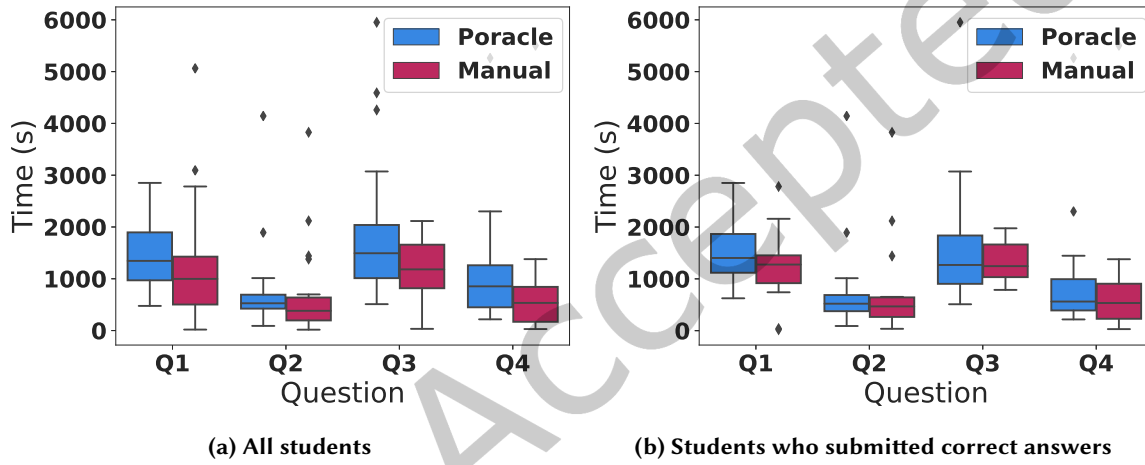 6000
5000
4000
3000
2000
1000
0
Time (s)
Poracle
Manual
Q1 Q2 Q3 Q4
Question
(a) All students
6000
5000
4000
3000
2000
1000
0
Time (s)
Poracle
Manual
Q1 Q2 Q3 Q4
Question
(b) Students who submitted correct answers
Accepted